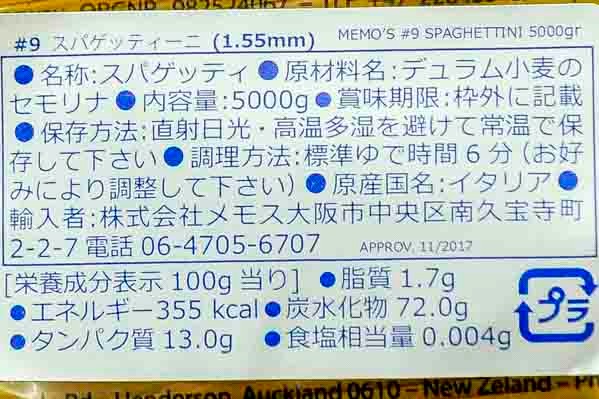 #9 スパゲッティーニ (1.55mm) MEMO'S #9 SPAGHETTINI 5000gr
● 名称:スパゲッティ ● 原材料名:デュラム小麦の
セモリナ ● 内容量:5000g ● 賞味期限:枠外に記載
● 保存方法:直射日光・高温多湿を避けて常温で保
存して下さい ● 調理方法:標準ゆで時間6分(お好
みにより調整して下さい) ● 原産国名:イタリア ●
輸入者:株式会社メモス大阪市中央区南久宝寺町
2-2-7 電話 06-4705-6707 APPROV, 11/2017
[栄養成分表示 100g 当り] ● 脂質 1.7g
● エネルギー355 kcal ● 炭水化物 72.0g
● タンパク質 13.0g ● 食塩相当量 0.004g
プラ
Henderson, Auckland 0610 – New Zeland –